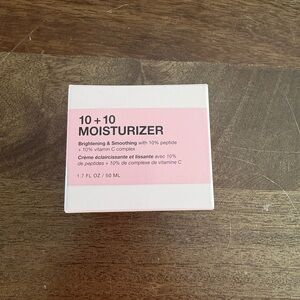 10 + 10
MOISTURIZER
Brightening & Smoothing with 10% peptide
+ 10% vitamin C complex
Crème éclaircissante et lissante avec 10%
de peptides + 10% de complexe de vitamine C
1.7 FL OZ / 50 ML